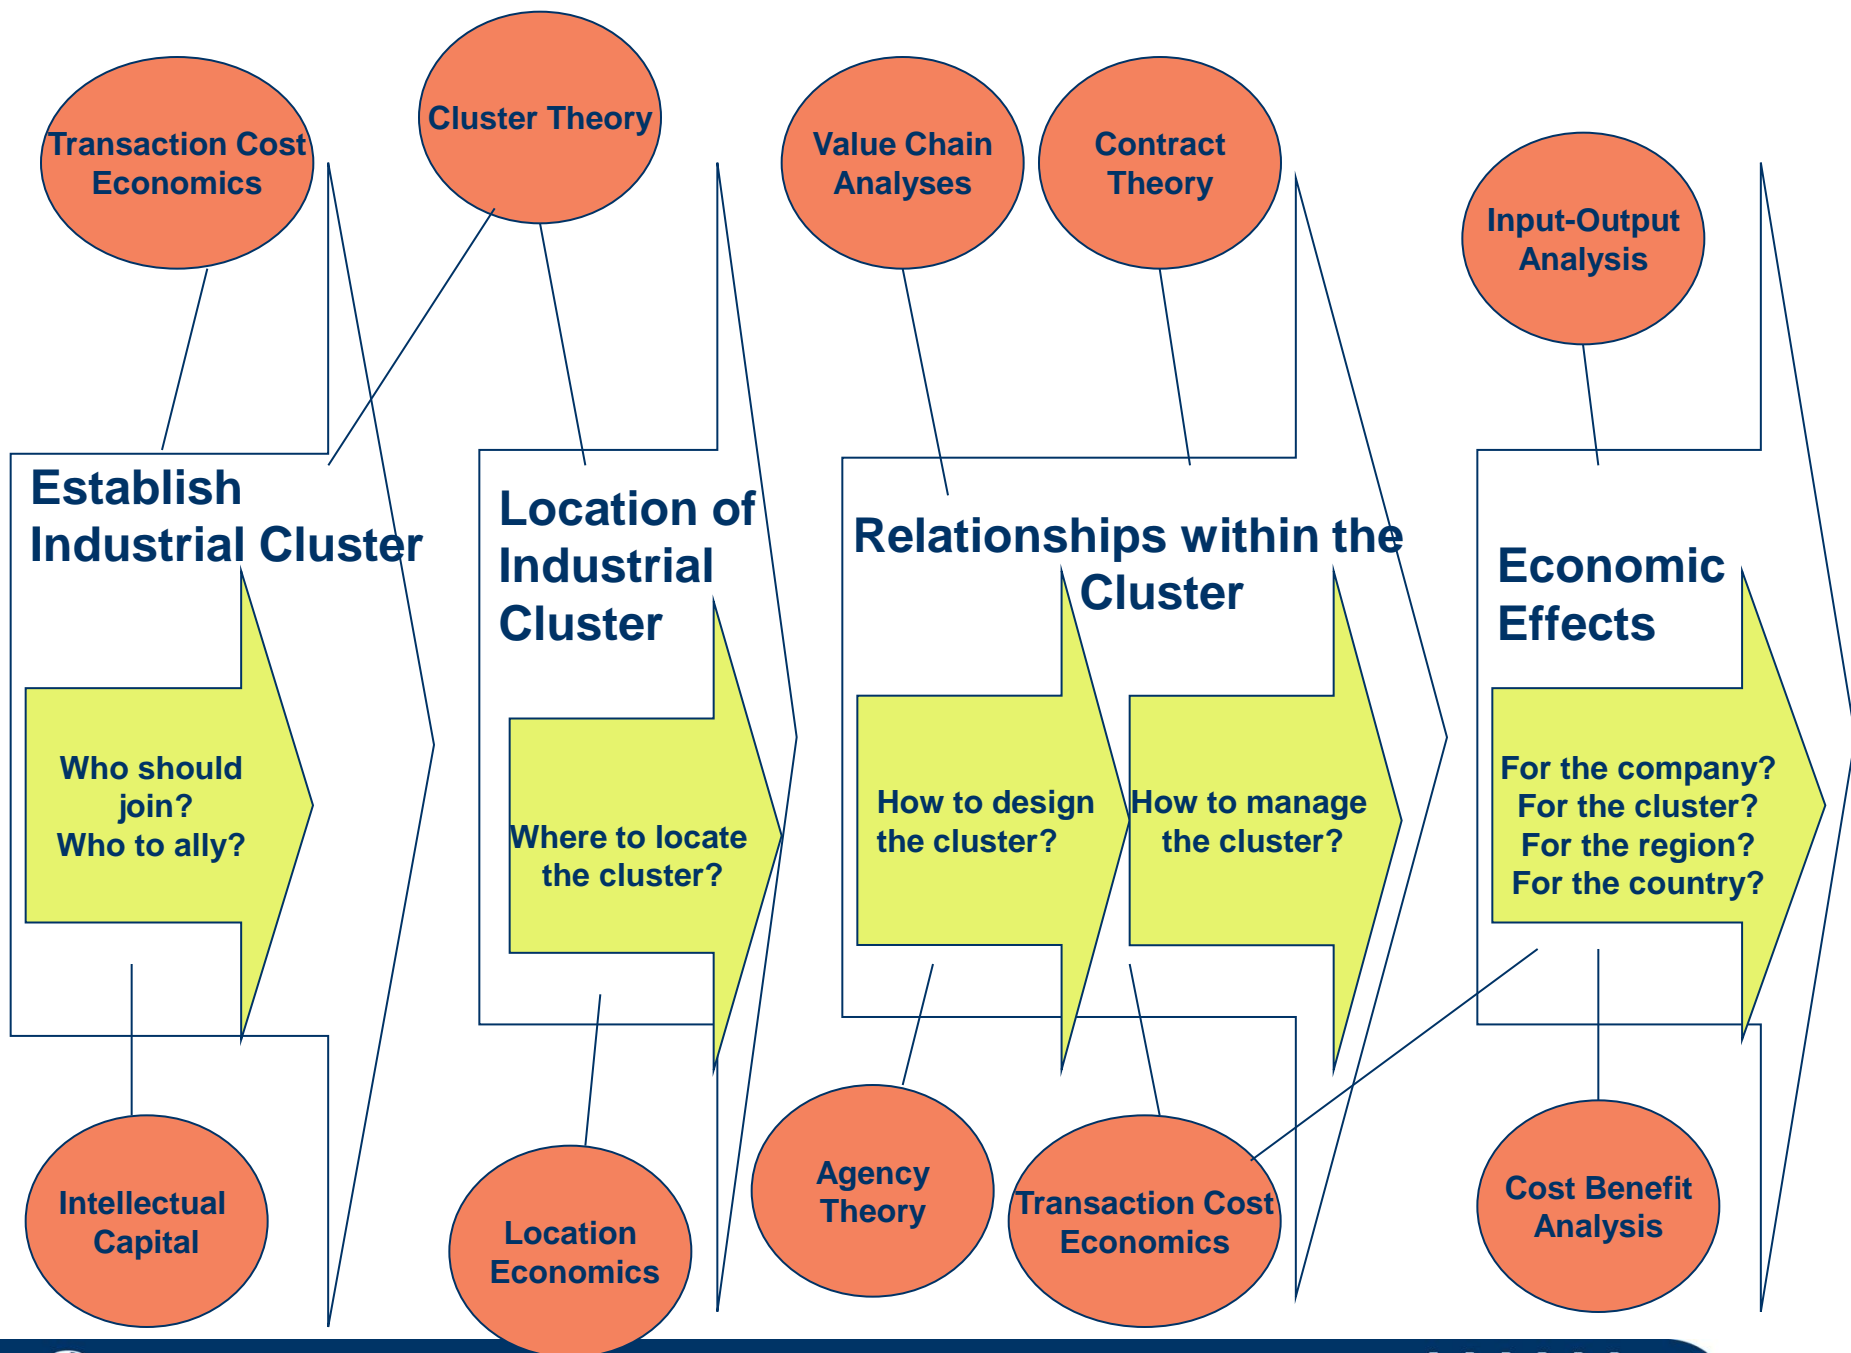 Transaction Cost
Economics
Cluster Theory
Value Chain
Analyses
Contract
Theory
Input-Output
Analysis
Establish
Industrial Cluster
Location of
Industrial
Cluster
Relationships within the
Cluster
Economic
Effects
Who should
join?
Who to ally?
Where to locate
the cluster?
How to design
the cluster?
How to manage
the cluster?
For the company?
For the cluster?
For the region?
For the country?
Intellectual
Capital
Location
Economics
Agency
Theory
Transaction Cost
Economics
Cost Benefit
Analysis